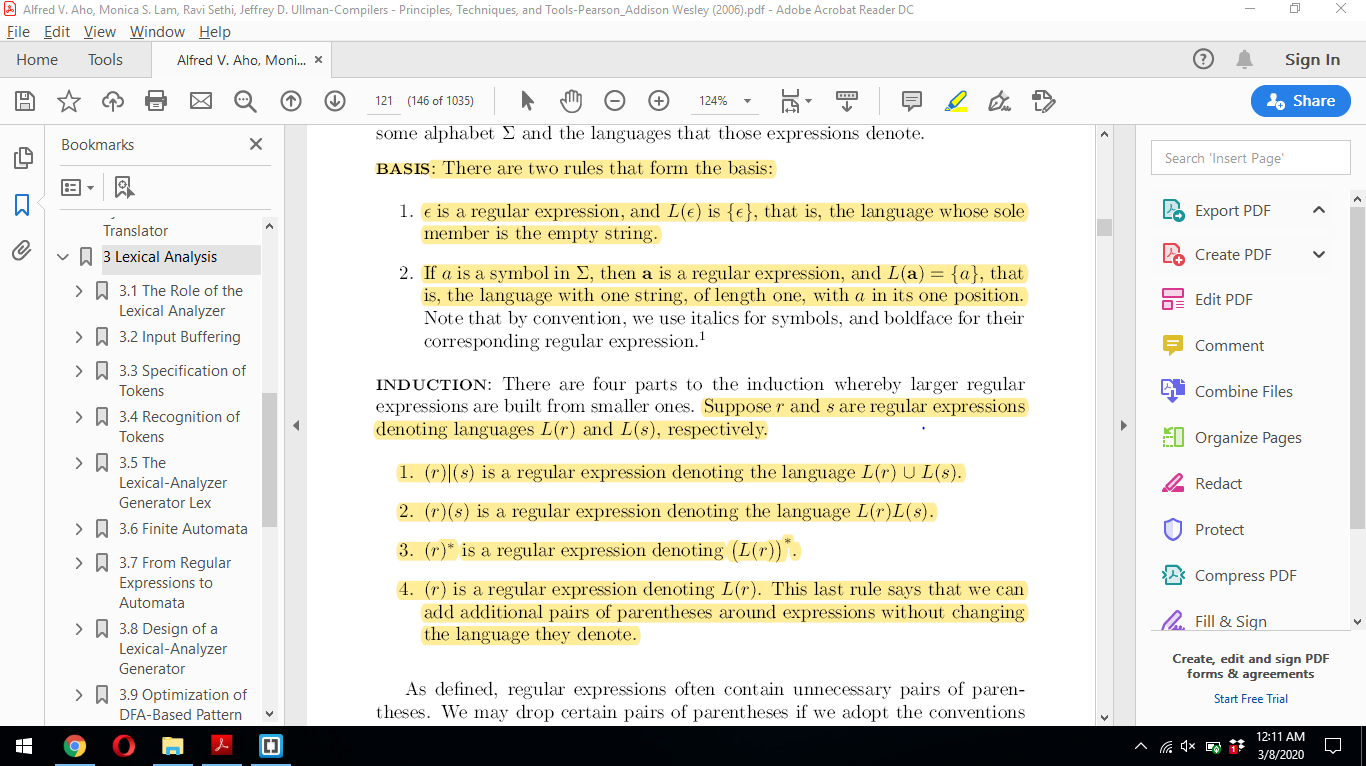 Alfred V. Aho, Monica S. Lam, Ravi Sethi, Jeffrey D. Ullman-Compilers - Principles, Techniques, and Tools-Pearson_Addison Wesley (2006).pdf - Adobe Acrobat Reader DC
File Edit View Window Help
Home Tools Alfred V. Aho, Moni... × Sign In
121 (146 of 1035) 124% Share
Bookmarks
Translator
3 Lexical Analysis
3.1 The Role of the
Lexical Analyzer
3.2 Input Buffering
3.3 Specification of
Tokens
3.4 Recognition of
Tokens
3.5 The
Lexical-Analyzer
Generator Lex
3.6 Finite Automata
3.7 From Regular
Expressions to
Automata
3.8 Design of a
Lexical-Analyzer
Generator
3.9 Optimization of
DFA-Based Pattern
some alphabet Σ and the languages that those expressions denote.
BASIS: There are two rules that form the basis:
1. ϵ is a regular expression, and L(ϵ) is {ϵ}, that is, the language whose sole
member is the empty string.
2. If a is a symbol in Σ, then a is a regular expression, and L(a) = {a}, that
is, the language with one string, of length one, with a in its one position.
Note that by convention, we use italics for symbols, and boldface for their
corresponding regular expression.¹
INDUCTION: There are four parts to the induction whereby larger regular
expressions are built from smaller ones. Suppose r and s are regular expressions
denoting languages L(r) and L(s), respectively.
1. (r)|(s) is a regular expression denoting the language L(r) ∪ L(s).
2. (r)(s) is a regular expression denoting the language L(r)L(s).
3. (r)* is a regular expression denoting (L(r))*.
4. (r) is a regular expression denoting L(r). This last rule says that we can
add additional pairs of parentheses around expressions without changing
the language they denote.
As defined, regular expressions often contain unnecessary pairs of paren-
theses. We may drop certain pairs of parentheses if we adopt the conventions
Search 'Insert Page'
Export PDF
Create PDF
Edit PDF
Comment
Combine Files
Organize Pages
Redact
Protect
Compress PDF
Fill & Sign
Create, edit and sign PDF
forms & agreements
Start Free Trial
12:11 AM
3/8/2020